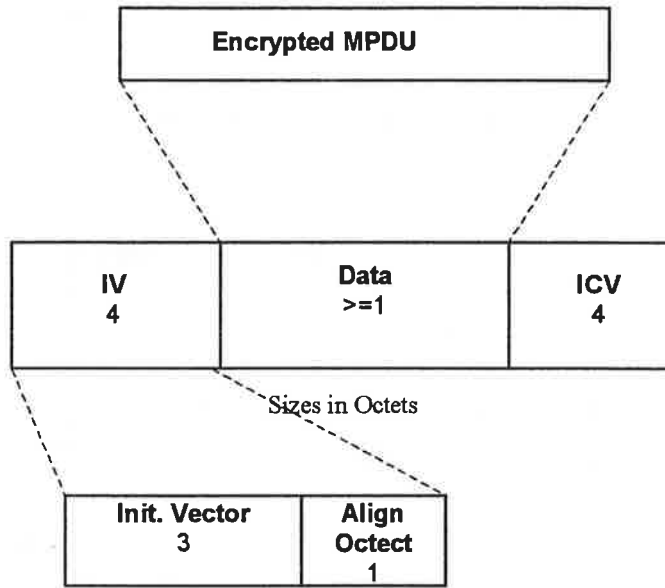 Encrypted MPDU
IV
4
Data
>=1
ICV
4
Sizes in Octets
Init. Vector
3
Align
Octect
1